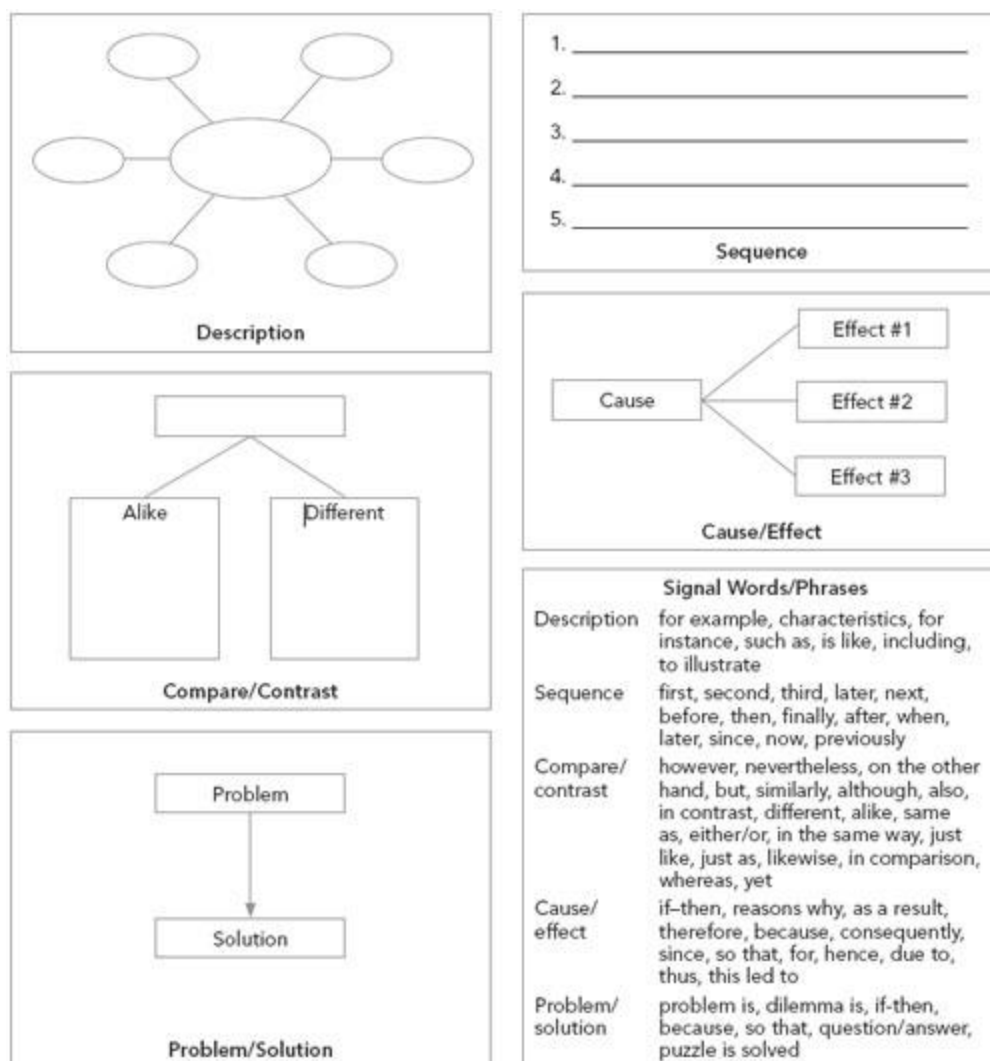 Description
Alike
Different
Compare/Contrast
Problem
Solution
Problem/Solution
1.
2.
3.
4.
5.
Sequence
Cause
Effect #1
Effect #2
Effect #3
Cause/Effect
Signal Words/Phrases
Description for example, characteristics, for
instance, such as, is like, including,
to illustrate
Sequence first, second, third, later, next,
before, then, finally, after, when,
later, since, now, previously
Compare/ however, nevertheless, on the other
contrast hand, but, similarly, although, also,
in contrast, different, alike, same
as, either/or, in the same way, just
like, just as, likewise, in comparison,
whereas, yet
Cause/ if–then, reasons why, as a result,
effect therefore, because, consequently,
since, so that, for, hence, due to,
thus, this led to
Problem/ problem is, dilemma is, if-then,
solution because, so that, question/answer,
puzzle is solved